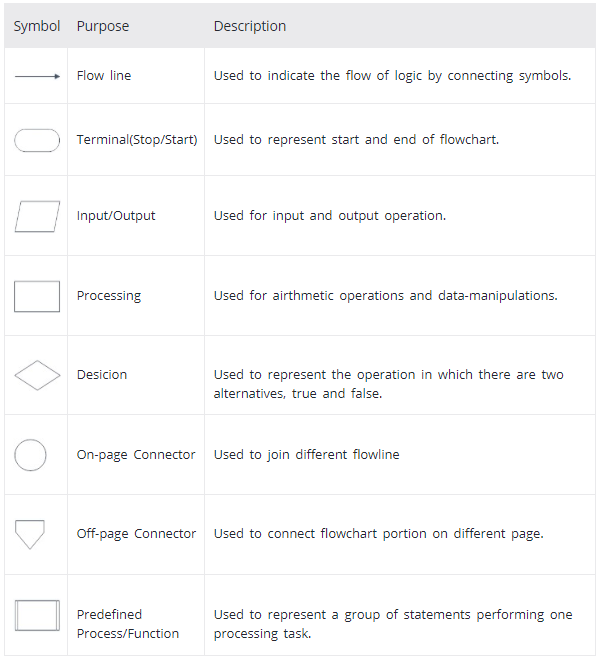 Symbol Purpose Description
Flow line Used to indicate the flow of logic by connecting symbols.
Terminal(Stop/Start) Used to represent start and end of flowchart.
Input/Output Used for input and output operation.
Processing Used for airthmetic operations and data-manipulations.
Desicion Used to represent the operation in which there are two
alternatives, true and false.
On-page Connector Used to join different flowline
Off-page Connector Used to connect flowchart portion on different page.
Predefined Used to represent a group of statements performing one
Process/Function processing task.